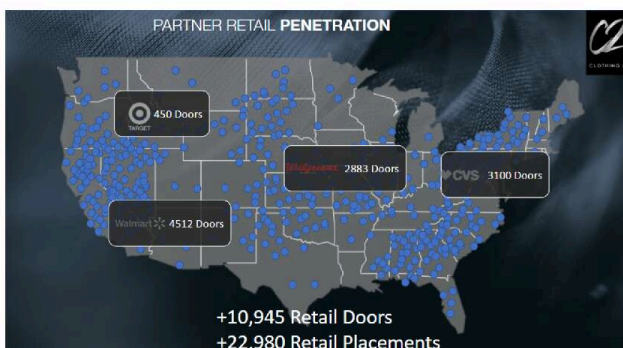 PARTNER RETAIL PENETRATION
C2
CLOTHING
TARGET
450 Doors
Walgreens 2883 Doors
CVS 3100 Doors
Walmart 4512 Doors
+10,945 Retail Doors
+22,980 Retail Placements